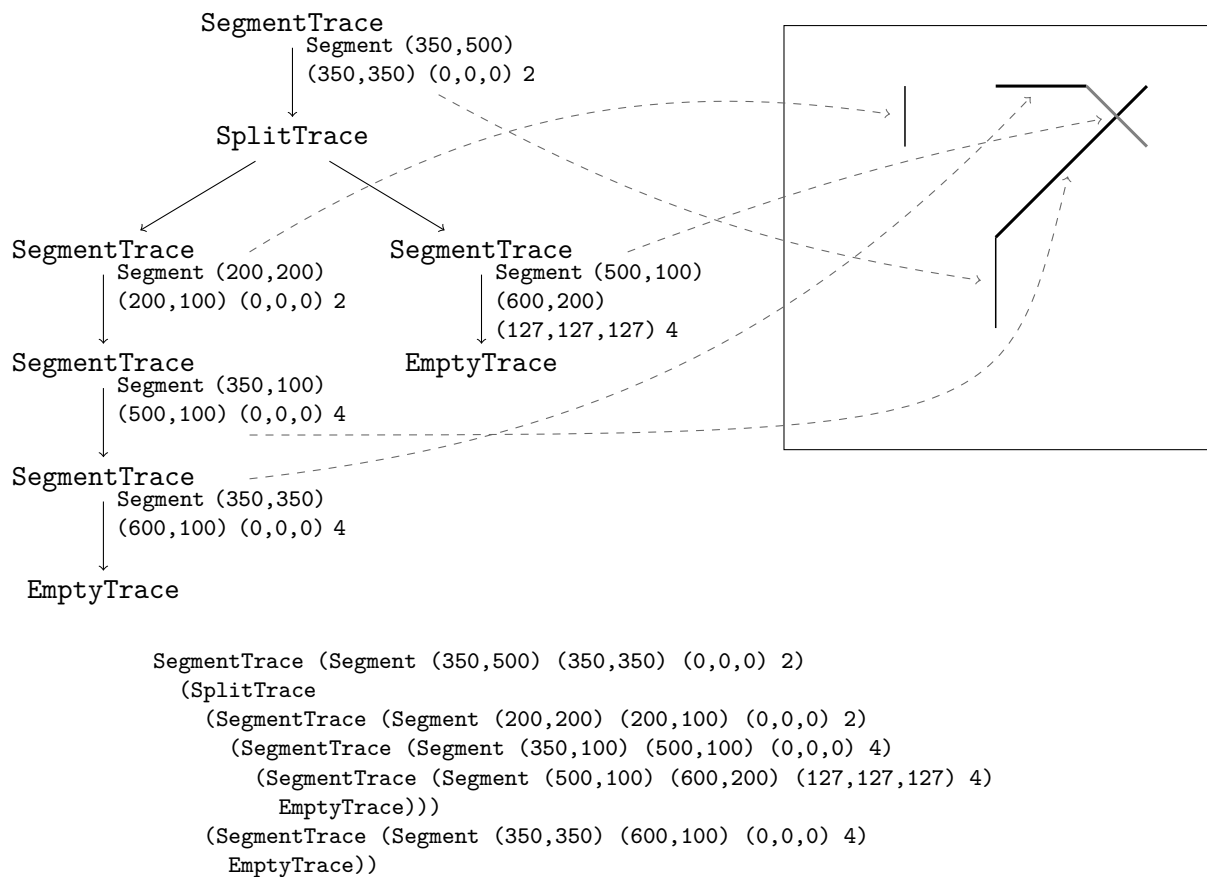 SegmentTrace
Segment (350,500)
(350,350) (0,0,0) 2
SplitTrace
SegmentTrace
Segment (200,200)
(200,100) (0,0,0) 2
SegmentTrace
Segment (350,100)
(500,100) (0,0,0) 4
SegmentTrace
Segment (350,350)
(600,100) (0,0,0) 4
EmptyTrace
SegmentTrace
Segment (500,100)
(600,200)
(127,127,127) 4
EmptyTrace
SegmentTrace (Segment (350,500) (350,350) (0,0,0) 2)
(SplitTrace
(SegmentTrace (Segment (200,200) (200,100) (0,0,0) 2)
(SegmentTrace (Segment (350,100) (500,100) (0,0,0) 4)
(SegmentTrace (Segment (500,100) (600,200) (127,127,127) 4)
EmptyTrace)))
(SegmentTrace (Segment (350,350) (600,100) (0,0,0) 4)
EmptyTrace))